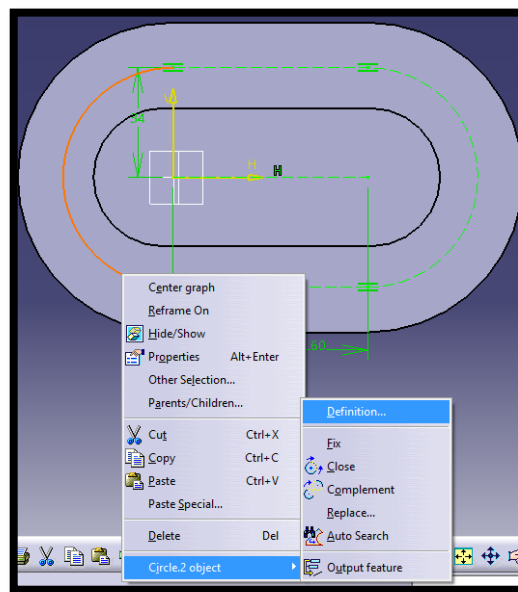 34
V
H
H
Center graph
Reframe On
Hide/Show
Properties Alt+Enter
Other Selection...
Parents/Children...
Cut Ctrl+X
Copy Ctrl+C
Paste Ctrl+V
Paste Special...
Delete Del
Circle.2 object
60
Definition...
Fix
Close
Complement
Replace...
Auto Search
Output feature